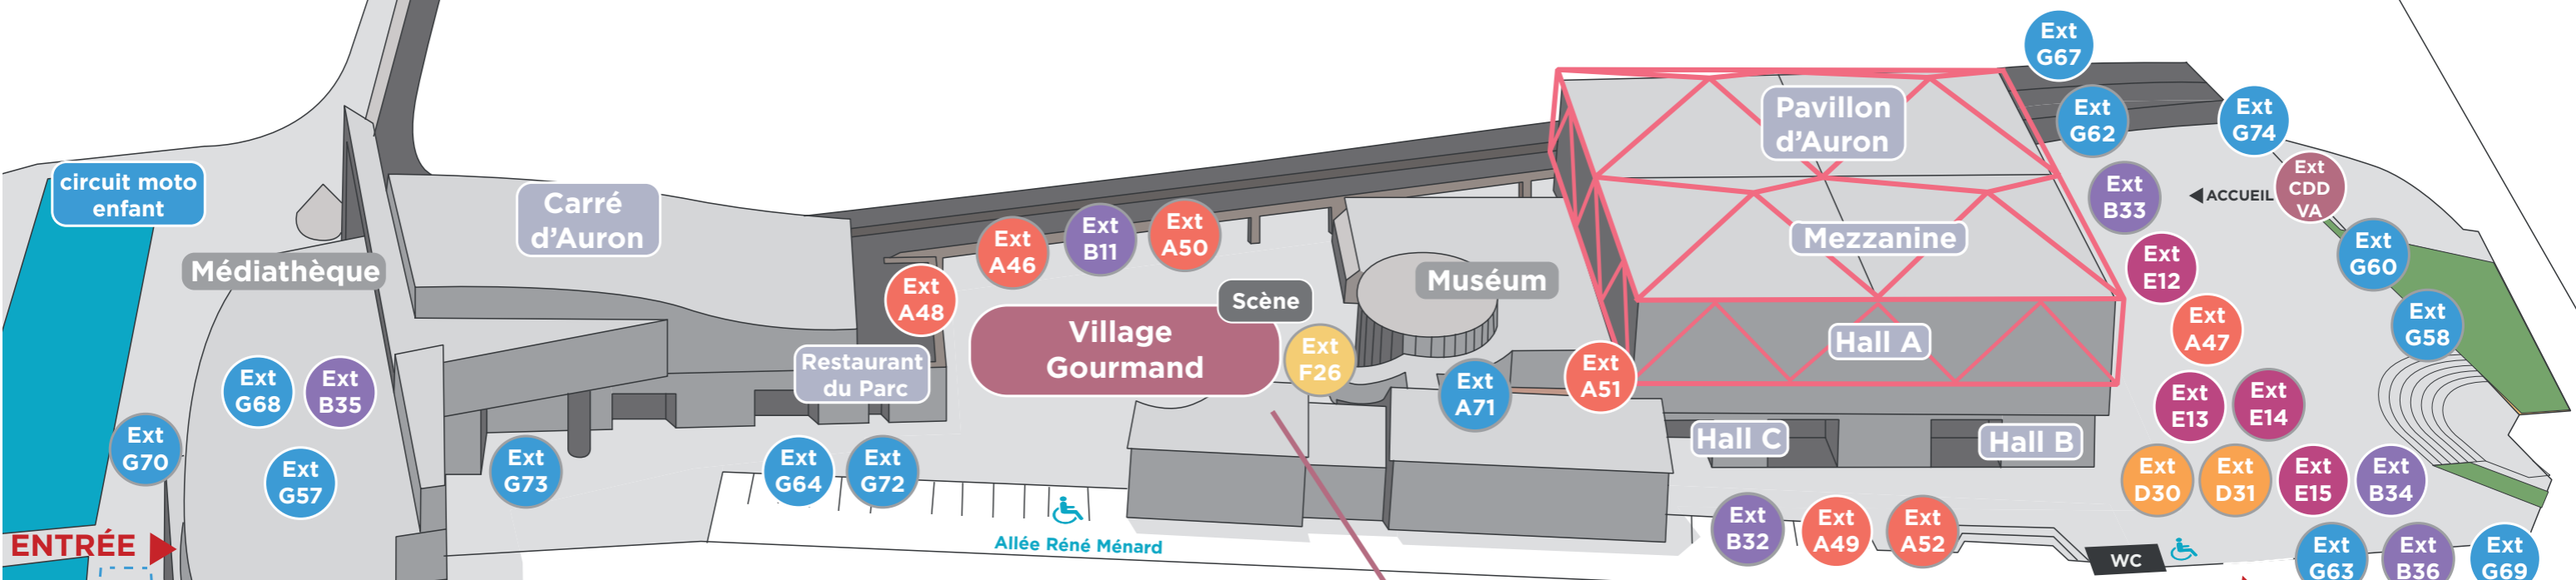 circuit moto
enfant
Médiathèque
Carré
d'Auron
Restaurant
du Parc
Ext
G68
Ext
B35
Ext
G70
Ext
G57
Ext
G73
Ext
G64
Ext
G72
ENTRÉE
Ext
A48
Ext
A46
Ext
B11
Ext
A50
Scène
Village
Gourmand
Ext
F26
Muséum
Ext
A71
Ext
A51
Allée Réné Ménard
Pavillon
d'Auron
Mezzanine
Hall A
Hall C
Hall B
Ext
B32
Ext
A49
Ext
A52
WC
Ext
G67
Ext
G62
Ext
G74
Ext
B33
ACCUEIL
Ext
CDD
VA
Ext
E12
Ext
G60
Ext
A47
Ext
G58
Ext
E13
Ext
E14
Ext
D30
Ext
D31
Ext
E15
Ext
B34
Ext
G63
Ext
B36
Ext
G69